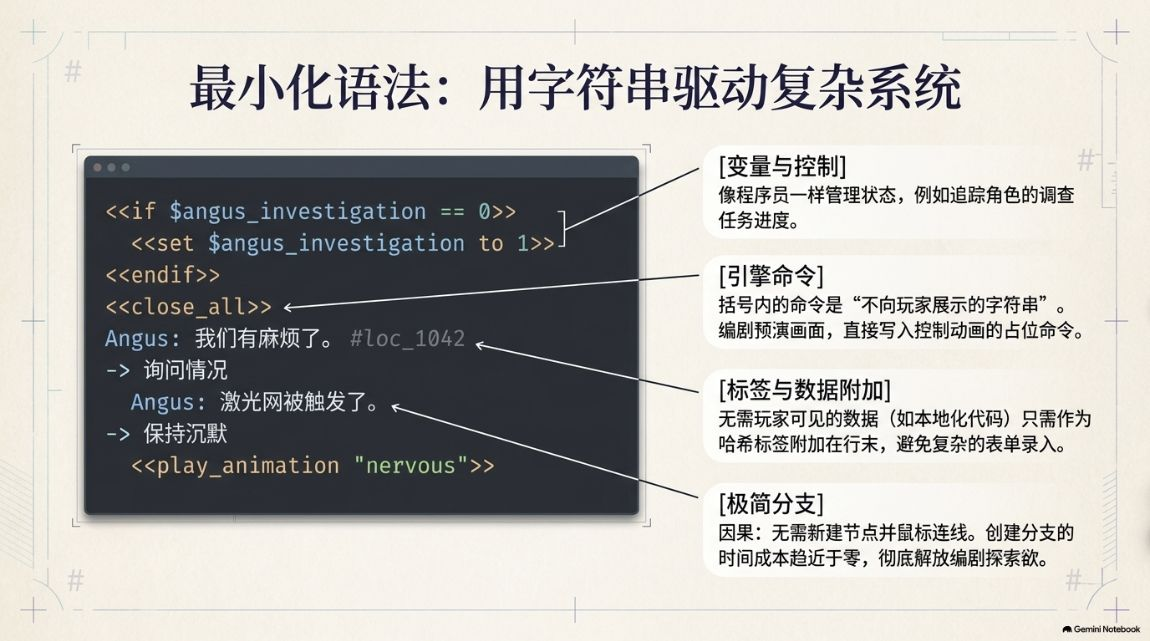 最小化语法：用字符串驱动复杂系统
<<if $angus_investigation == 0>>
<<set $angus_investigation to 1>>
<<endif>>
<<close_all>>
Angus: 我们有麻烦了。 #loc_1042
-> 询问情况
Angus: 激光网被触发了。
-> 保持沉默
<<play_animation "nervous">>
[变量与控制]
像程序员一样管理状态，例如追踪角色的调查
任务进度。
[引擎命令]
括号内的命令是“不向玩家展示的字符串”。
编剧预演画面，直接写入控制动画的占位命令。
[标签与数据附加]
无需玩家可见的数据（如本地化代码）只需作为
哈希标签附加在行末，避免复杂的表单录入。
[极简分支]
因果：无需新建节点并鼠标连线。创建分支的
时间成本趋近于零，彻底解放编剧探索欲。
#
#
#
#
Gemini Notebook